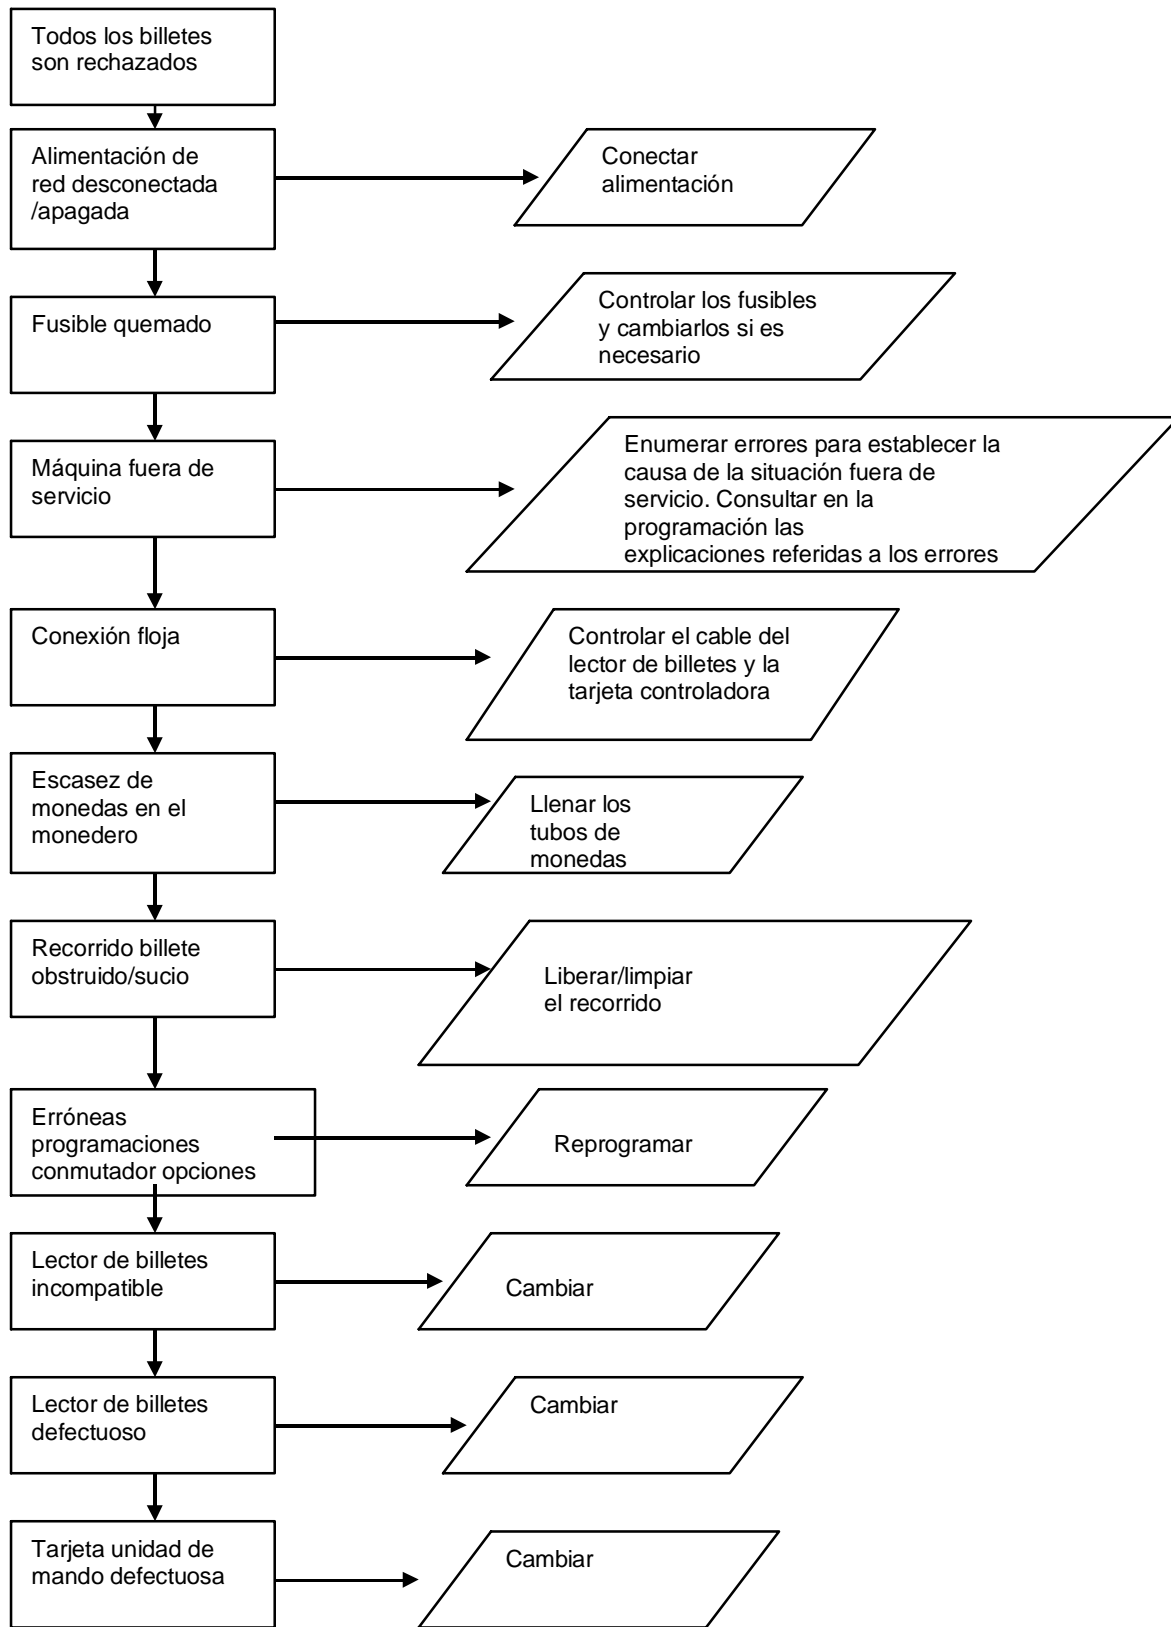 Todos los billetes
son rechazados
Alimentación de
red desconectada
/apagada
Conectar
alimentación
Fusible quemado
Controlar los fusibles
y cambiarlos si es
necesario
Máquina fuera de
servicio
Enumerar errores para establecer la
causa de la situación fuera de
servicio. Consultar en la
programación las
explicaciones referidas a los errores
Conexión floja
Controlar el cable del
lector de billetes y la
tarjeta controladora
Escasez de
monedas en el
monedero
Llenar los
tubos de
monedas
Recorrido billete
obstruido/sucio
Liberar/limpiar
el recorrido
Erróneas
programaciones
conmutador opciones
Reprogramar
Lector de billetes
incompatible
Cambiar
Lector de billetes
defectuoso
Cambiar
Tarjeta unidad de
mando defectuosa
Cambiar